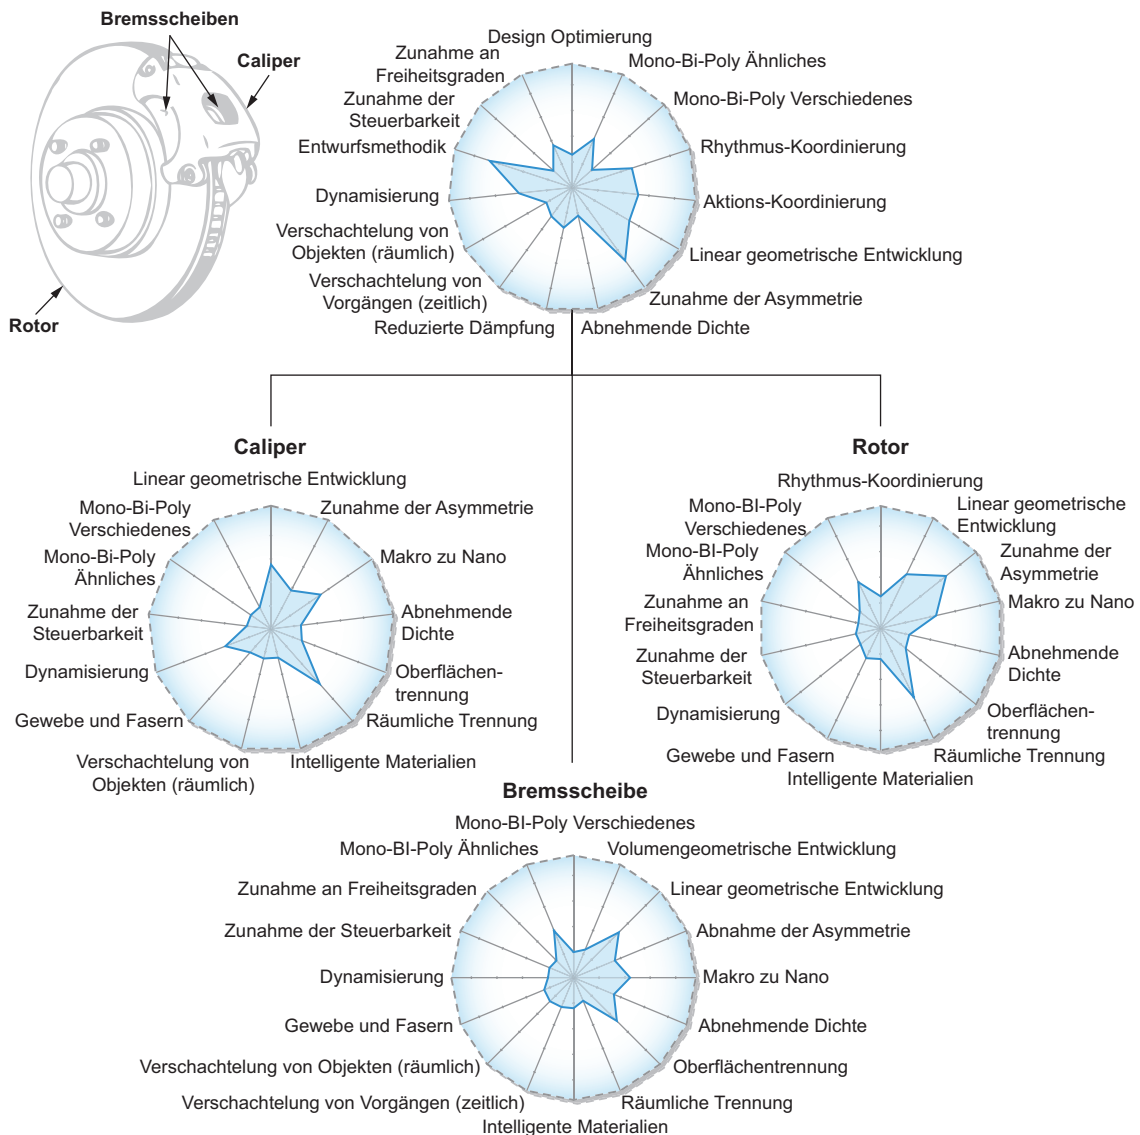 Bremsscheiben
Caliper
Rotor
Design Optimierung
Mono-Bi-Poly Ähnliches
Mono-Bi-Poly Verschiedenes
Rhythmus-Koordinierung
Aktions-Koordinierung
Linear geometrische Entwicklung
Zunahme der Asymmetrie
Abnehmende Dichte
Reduzierte Dämpfung
Verschachtelung von
Vorgängen (zeitlich)
Verschachtelung von
Objekten (räumlich)
Dynamisierung
Entwurfsmethodik
Zunahme der
Steuerbarkeit
Zunahme an
Freiheitsgraden
Caliper
Linear geometrische Entwicklung
Zunahme der Asymmetrie
Makro zu Nano
Abnehmende
Dichte
Oberflächen-
trennung
Räumliche Trennung
Intelligente Materialien
Verschachtelung von
Objekten (räumlich)
Gewebe und Fasern
Dynamisierung
Zunahme der
Steuerbarkeit
Mono-Bi-Poly
Ähnliches
Mono-Bi-Poly
Verschiedenes
Rotor
Rhythmus-Koordinierung
Linear geometrische
Entwicklung
Zunahme der
Asymmetrie
Makro zu Nano
Abnehmende
Dichte
Oberflächen-
trennung
Räumliche Trennung
Intelligente Materialien
Gewebe und Fasern
Dynamisierung
Zunahme der
Steuerbarkeit
Zunahme an
Freiheitsgraden
Mono-BI-Poly
Ähnliches
Mono-BI-Poly
Verschiedenes
Bremsscheibe
Mono-BI-Poly Verschiedenes
Volumengeometrische Entwicklung
Linear geometrische Entwicklung
Abnahme der Asymmetrie
Makro zu Nano
Abnehmende Dichte
Oberflächentrennung
Räumliche Trennung
Intelligente Materialien
Verschachtelung von Vorgängen (zeitlich)
Verschachtelung von Objekten (räumlich)
Gewebe und Fasern
Dynamisierung
Zunahme der Steuerbarkeit
Zunahme an Freiheitsgraden
Mono-BI-Poly Ähnliches